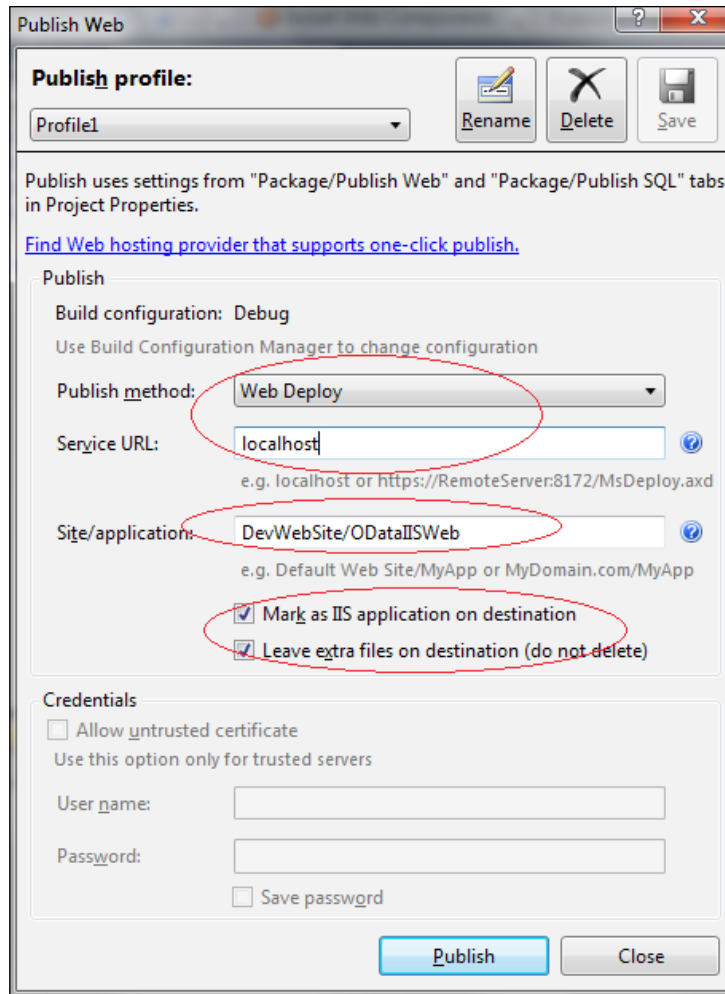 Publish Web
Publish profile:
Rename
Delete
Save
Profile1
Publish uses settings from "Package/Publish Web" and "Package/Publish SQL" tabs
in Project Properties.
Find Web hosting provider that supports one-click publish.
Publish
Build configuration: Debug
Use Build Configuration Manager to change configuration
Publish method: Web Deploy
Service URL: localhost
e.g. localhost or https://RemoteServer:8172/MsDeploy.axd
Site/application: DevWebSite/ODataIISWeb
e.g. Default Web Site/MyApp or MyDomain.com/MyApp
Mark as IIS application on destination
Leave extra files on destination (do not delete)
Credentials
Allow untrusted certificate
Use this option only for trusted servers
User name:
Password:
Save password
Publish Close